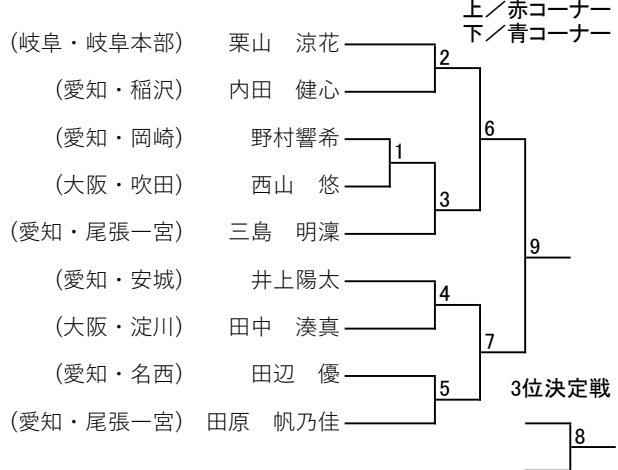 上／赤コーナー
下／青コーナー
(岐阜・岐阜本部) 栗山　涼花
2
(愛知・稲沢) 内田　健心
6
(愛知・岡崎) 野村響希
1
(大阪・吹田) 西山　悠
3
(愛知・尾張一宮) 三島　明凜
9
(愛知・安城) 井上陽太
4
(大阪・淀川) 田中　湊真
7
(愛知・名西) 田辺　優
5
3位決定戦
(愛知・尾張一宮) 田原　帆乃佳
8